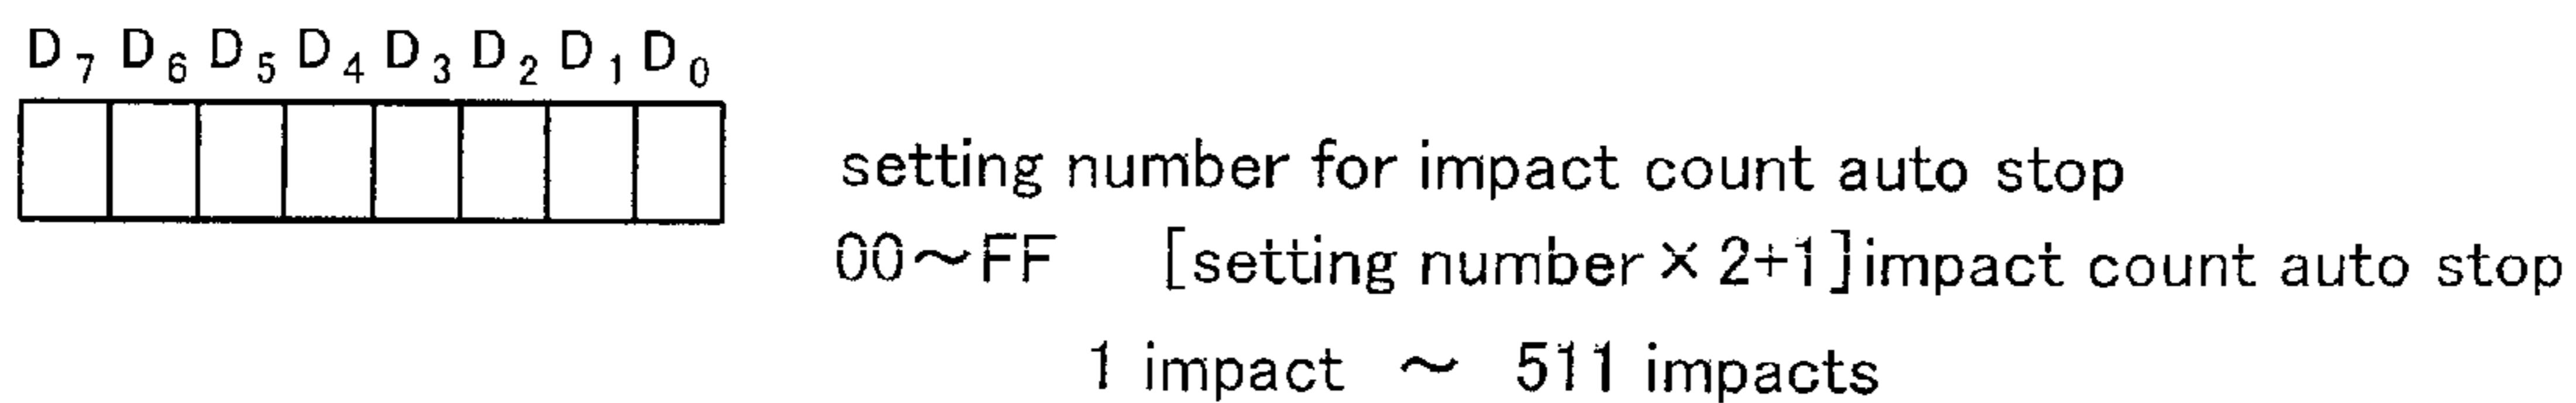 D₇ D₆ D₅ D₄ D₃ D₂ D₁ D₀
setting number for impact count auto stop
00～FF [setting number × 2+1]impact count auto stop
1 impact ～ 511 impacts